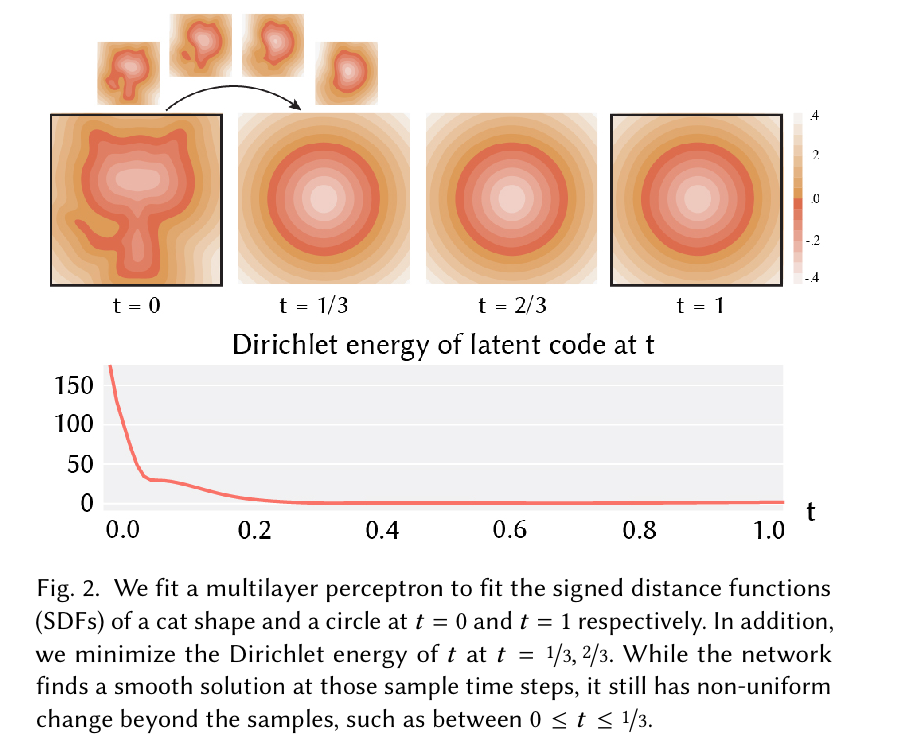 .4
2
.0
-.2
-.4
t = 0
t = 1/3
t = 2/3
t = 1
Dirichlet energy of latent code at t
150
100
50
0
0.0 0.2 0.4 0.6 0.8 1.0
t
Fig. 2. We fit a multilayer perceptron to fit the signed distance functions
(SDFs) of a cat shape and a circle at t = 0 and t = 1 respectively. In addition,
we minimize the Dirichlet energy of t at t = 1/3, 2/3. While the network
finds a smooth solution at those sample time steps, it still has non-uniform
change beyond the samples, such as between 0 ≤ t ≤ 1/3.